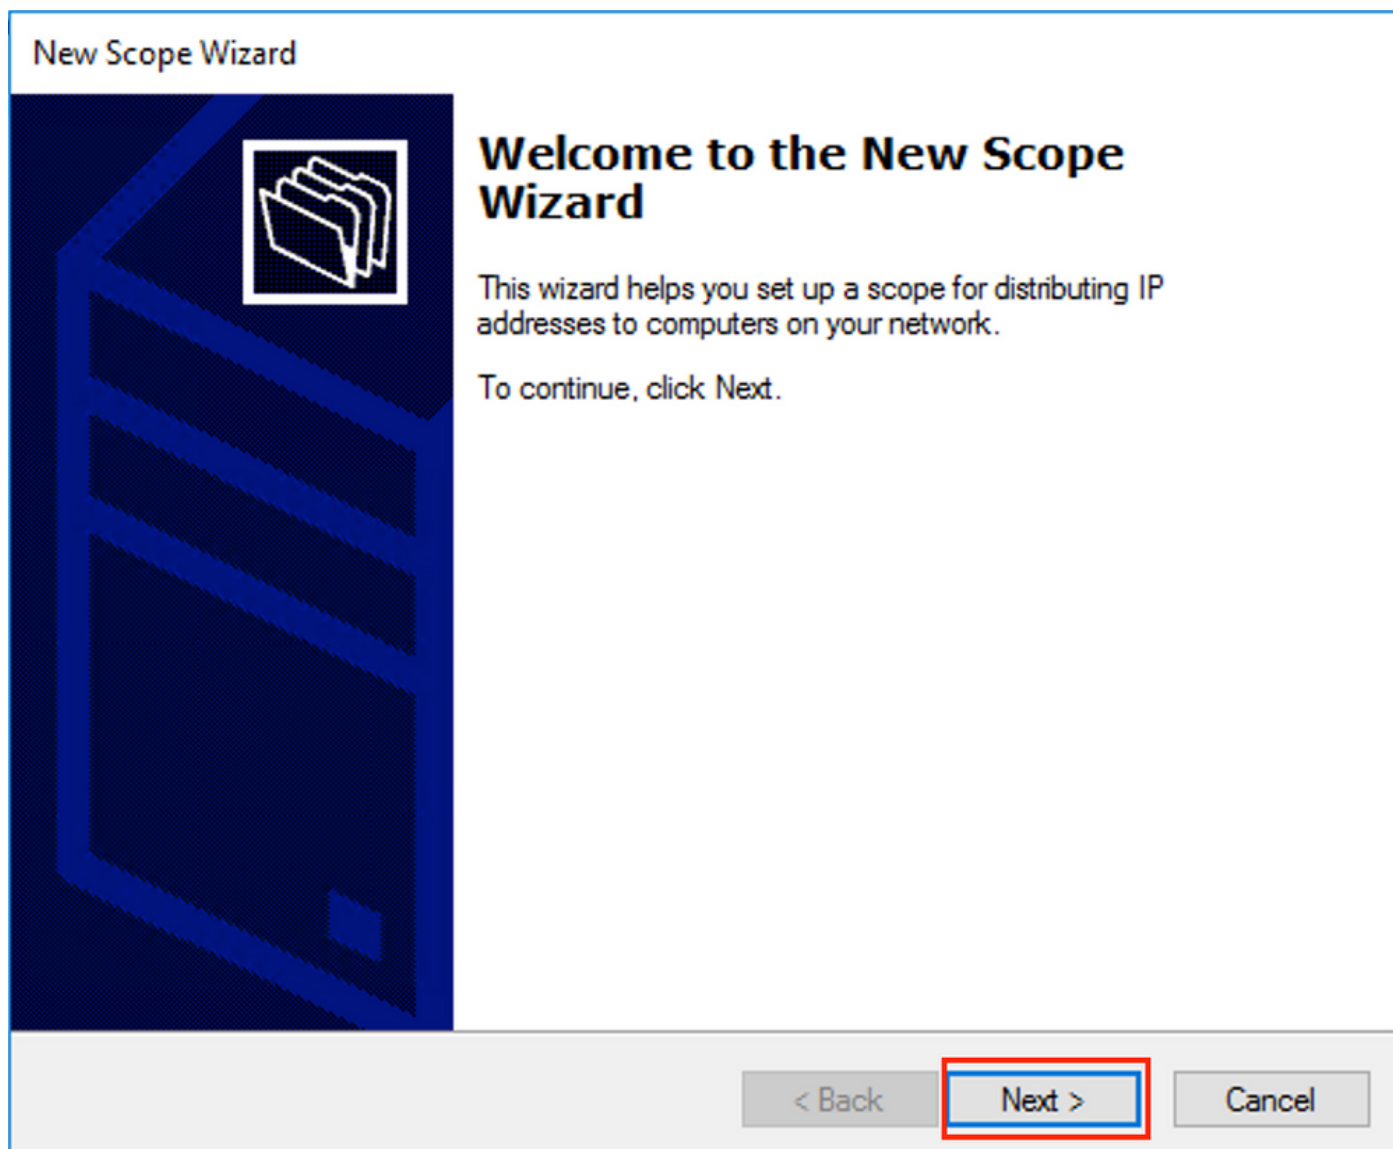 New Scope Wizard
Welcome to the New Scope
Wizard
This wizard helps you set up a scope for distributing IP
addresses to computers on your network.
To continue, click Next.
< Back
Next >
Cancel